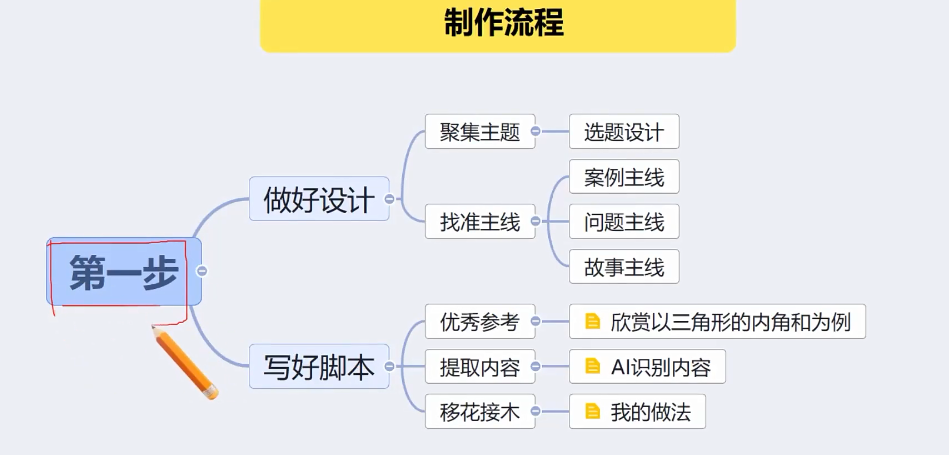 制作流程
第一步
做好设计
聚集主题
选题设计
找准主线
案例主线
问题主线
故事主线
写好脚本
优秀参考
欣赏以三角形的内角和为例
提取内容
AI识别内容
移花接木
我的做法